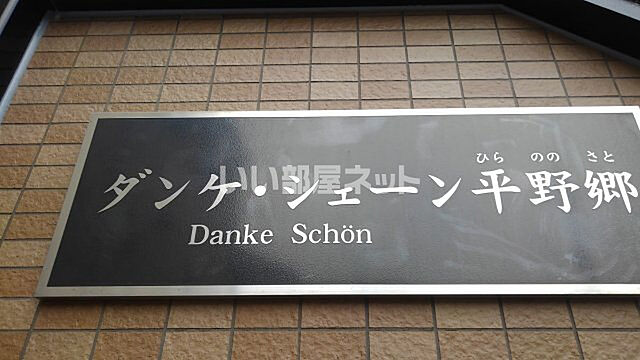 ひら のの さと
ダンケ・シェーン平野郷
Danke Schön
いい部屋ネット